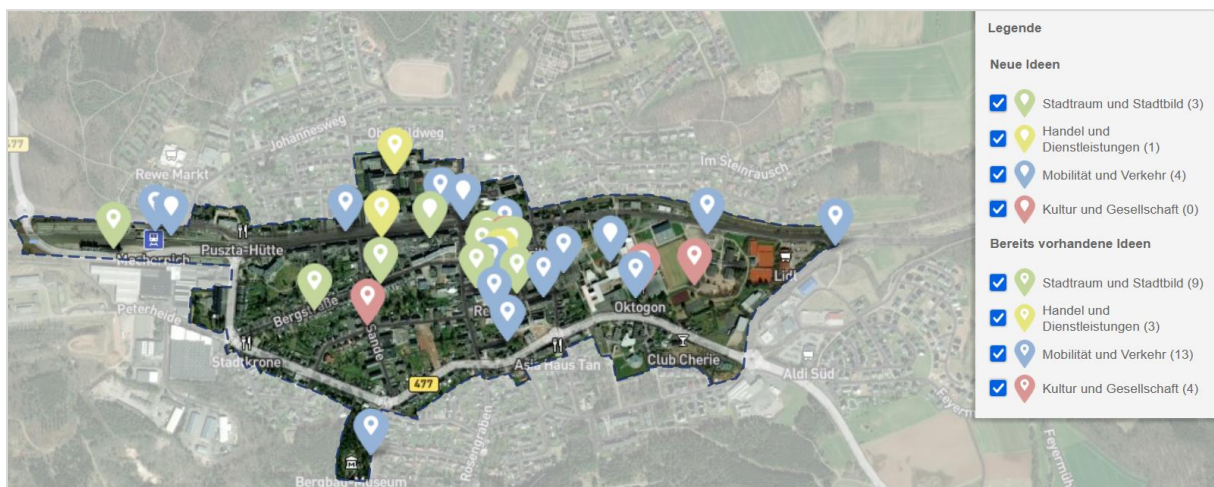 Legende
Neue Ideen
Stadtraum und Stadtbild (3)
Handel und
Dienstleistungen (1)
Mobilität und Verkehr (4)
Kultur und Gesellschaft (0)
Bereits vorhandene Ideen
Stadtraum und Stadtbild (9)
Handel und
Dienstleistungen (3)
Mobilität und Verkehr (13)
Kultur und Gesellschaft (4)
477
Johannesweg
Rewe Markt
Im Steinrausch
Puszta-Hütte
Mechernich
Lidl
Peterheide
Bergstraße
Sande
Oktogon
Stadtkrone
Asia Haus Tan
Club Cherie
Aldi Süd
477
Rosengraben
Bergbau-Museum